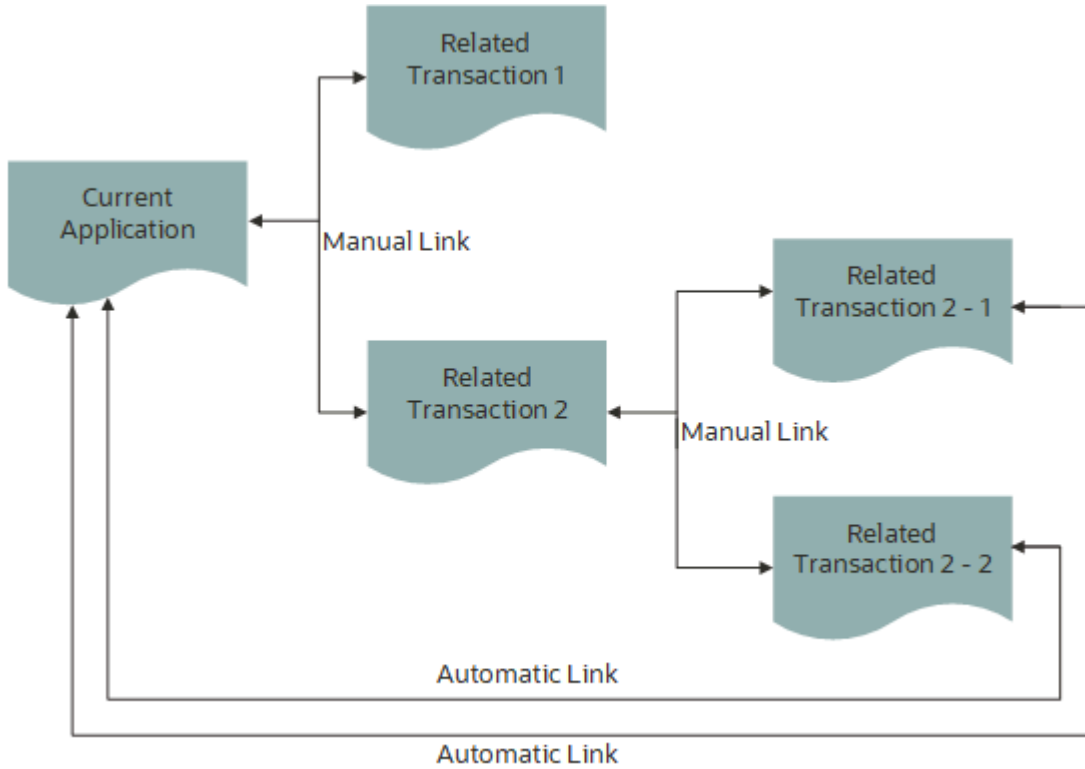 Related
Transaction 1
Current
Application
Manual Link
Related
Transaction 2 - 1
Related
Transaction 2
Manual Link
Related
Transaction 2 - 2
Automatic Link
Automatic Link